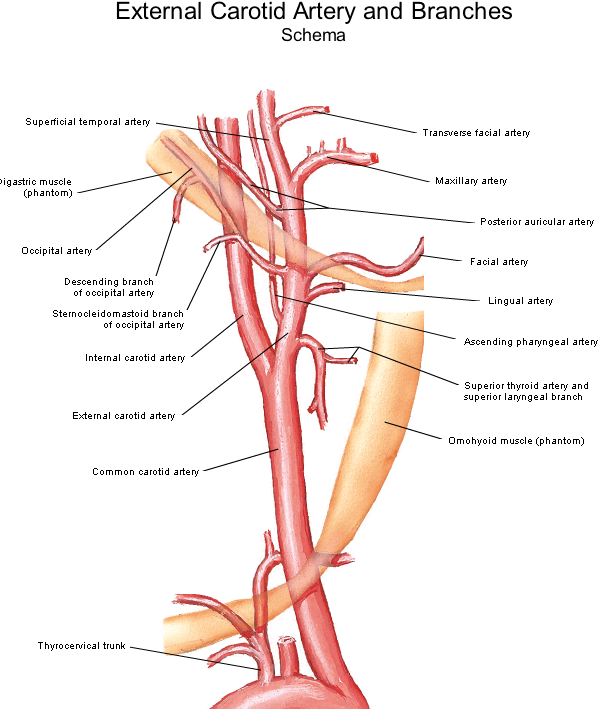 External Carotid Artery and Branches
Schema
Superficial temporal artery
Transverse facial artery
Maxillary artery
Digastric muscle
(phantom)
Posterior auricular artery
Occipital artery
Facial artery
Descending branch
of occipital artery
Lingual artery
Sternocleidomastoid branch
of occipital artery
Ascending pharyngeal artery
Internal carotid artery
Superior thyroid artery and
superior laryngeal branch
External carotid artery
Omohyoid muscle (phantom)
Common carotid artery
Thyrocervical trunk